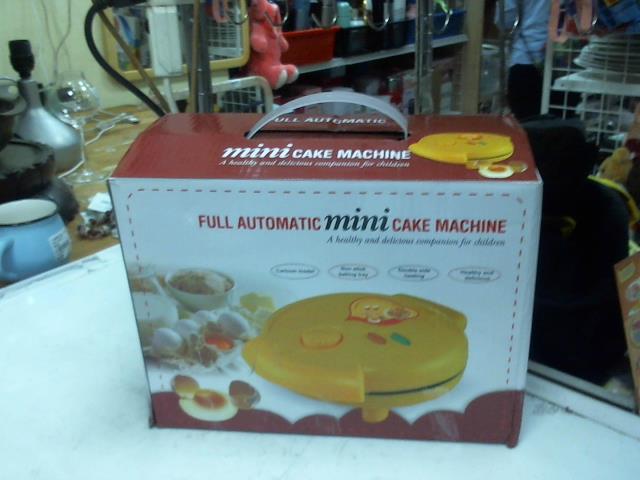 FULL AUTOMATIC
mini CAKE MACHINE
A healthy and delicious companion for children
FULL AUTOMATIC mini CAKE MACHINE
A healthy and delicious companion for children
Cartoon model
Non-stick baking tray
Double side heating
Healthy and delicious